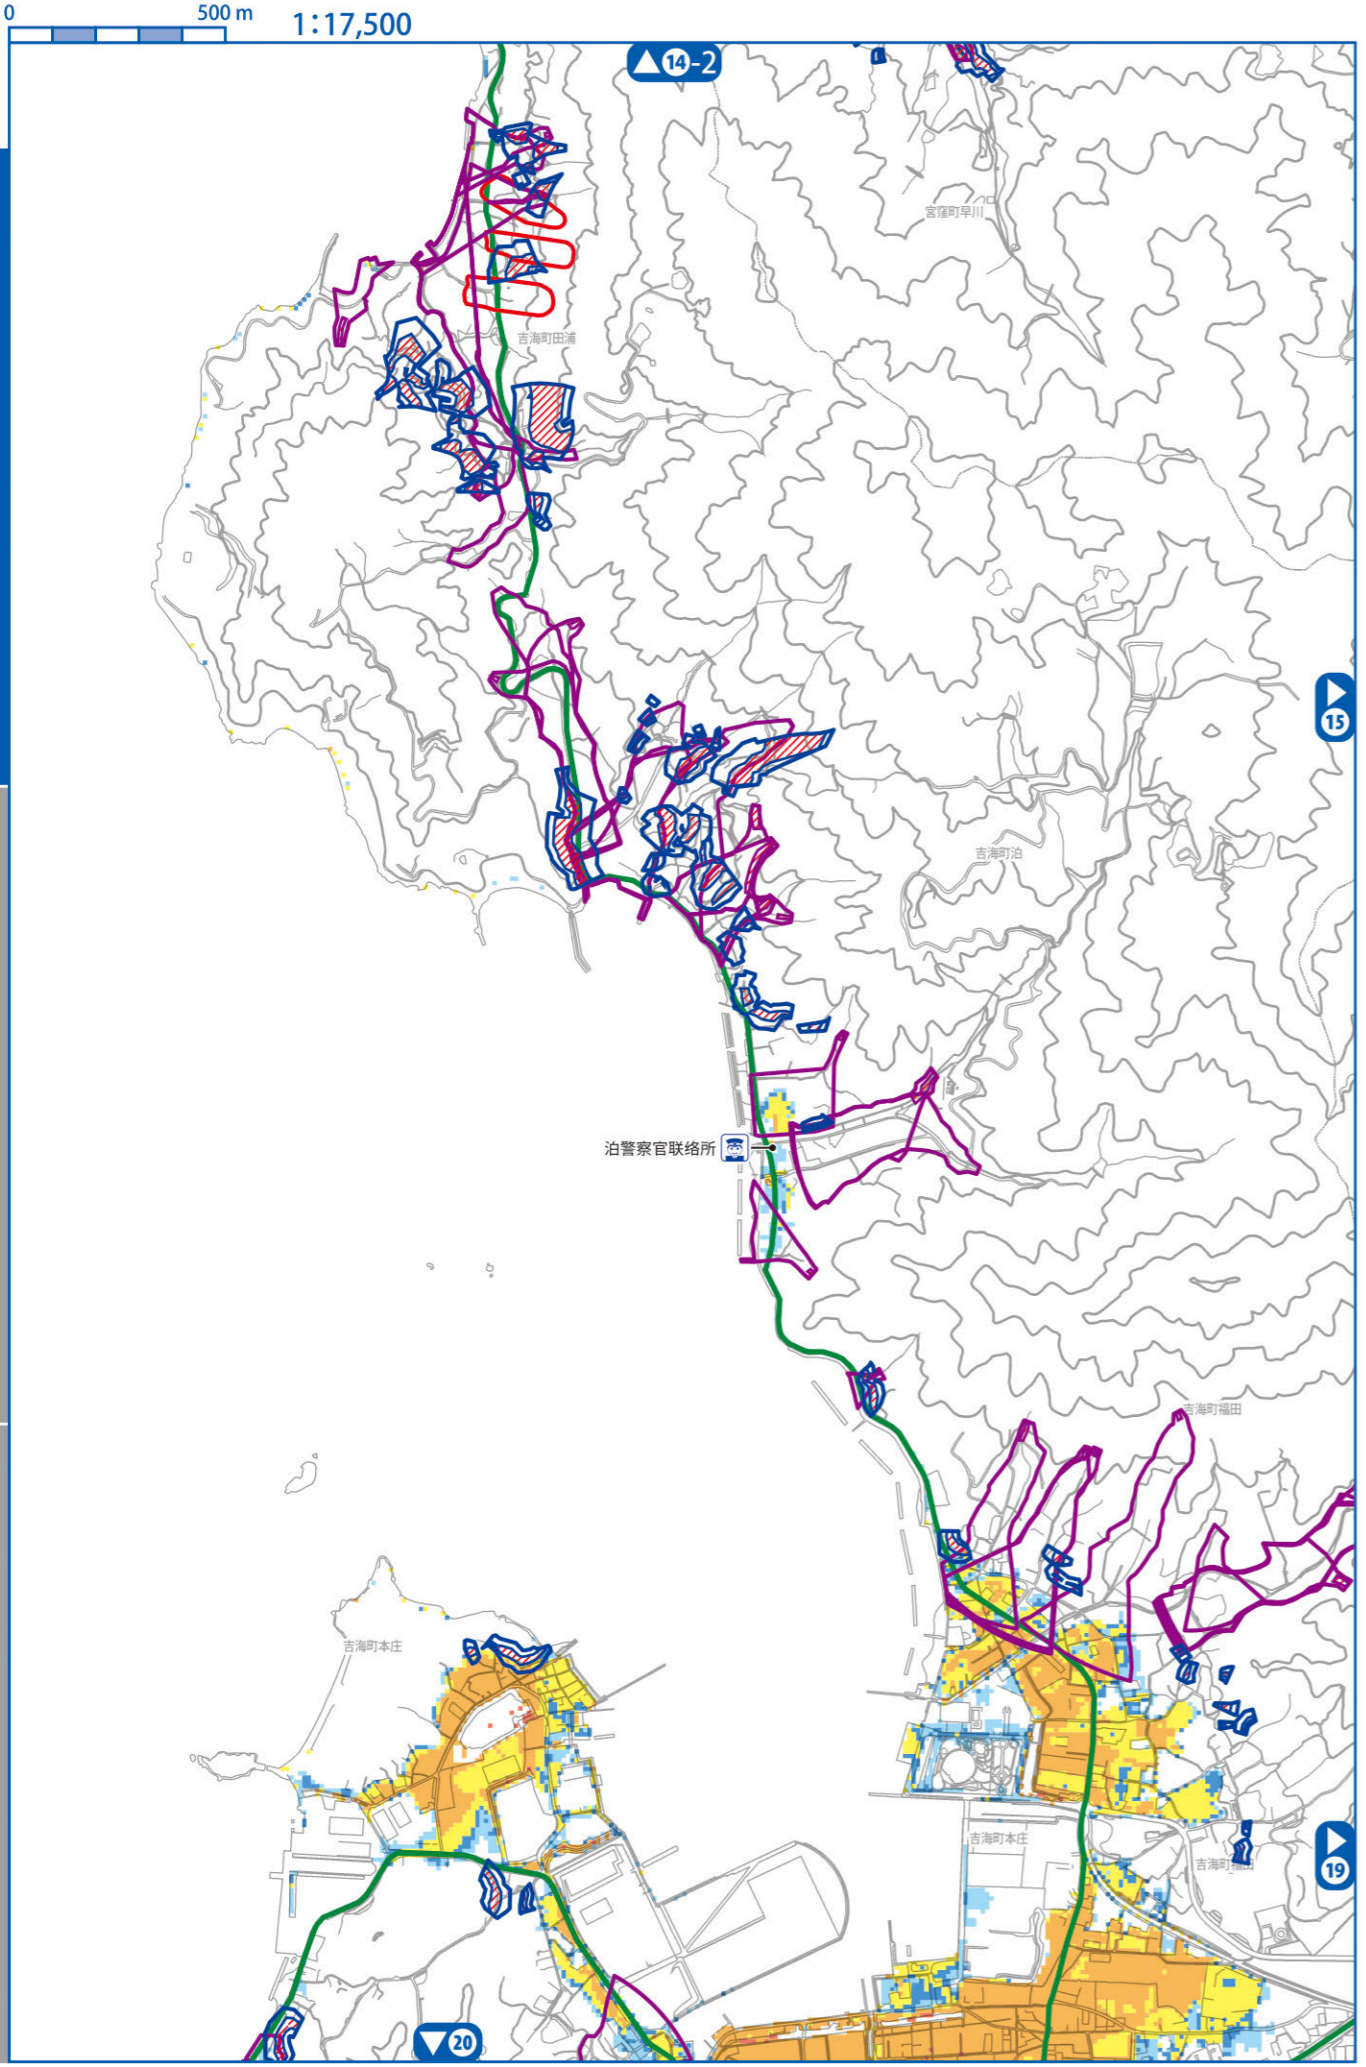 0 500 m 1:17,500
▲⑭-2
宮窪町早川
吉海町田浦
▶
⑮
吉海町泊
泊警察官联络所
吉海町福田
吉海町本庄
吉海町本庄
吉海町福田
▶
⑲
▼⑳